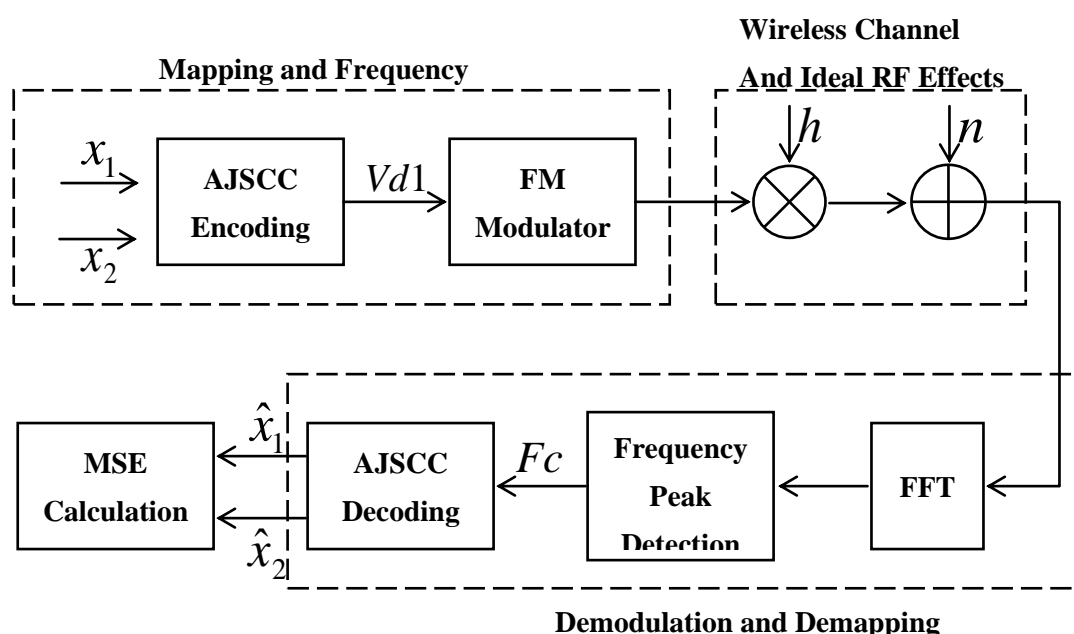 Wireless Channel
And Ideal RF Effects
Mapping and Frequency
x₁
x₂
AJSCC
Encoding
Vd1
FM
Modulator
h
n
x̂₁
x̂₂
MSE
Calculation
AJSCC
Decoding
Fc
Frequency
Peak
Detection
FFT
Demodulation and Demapping